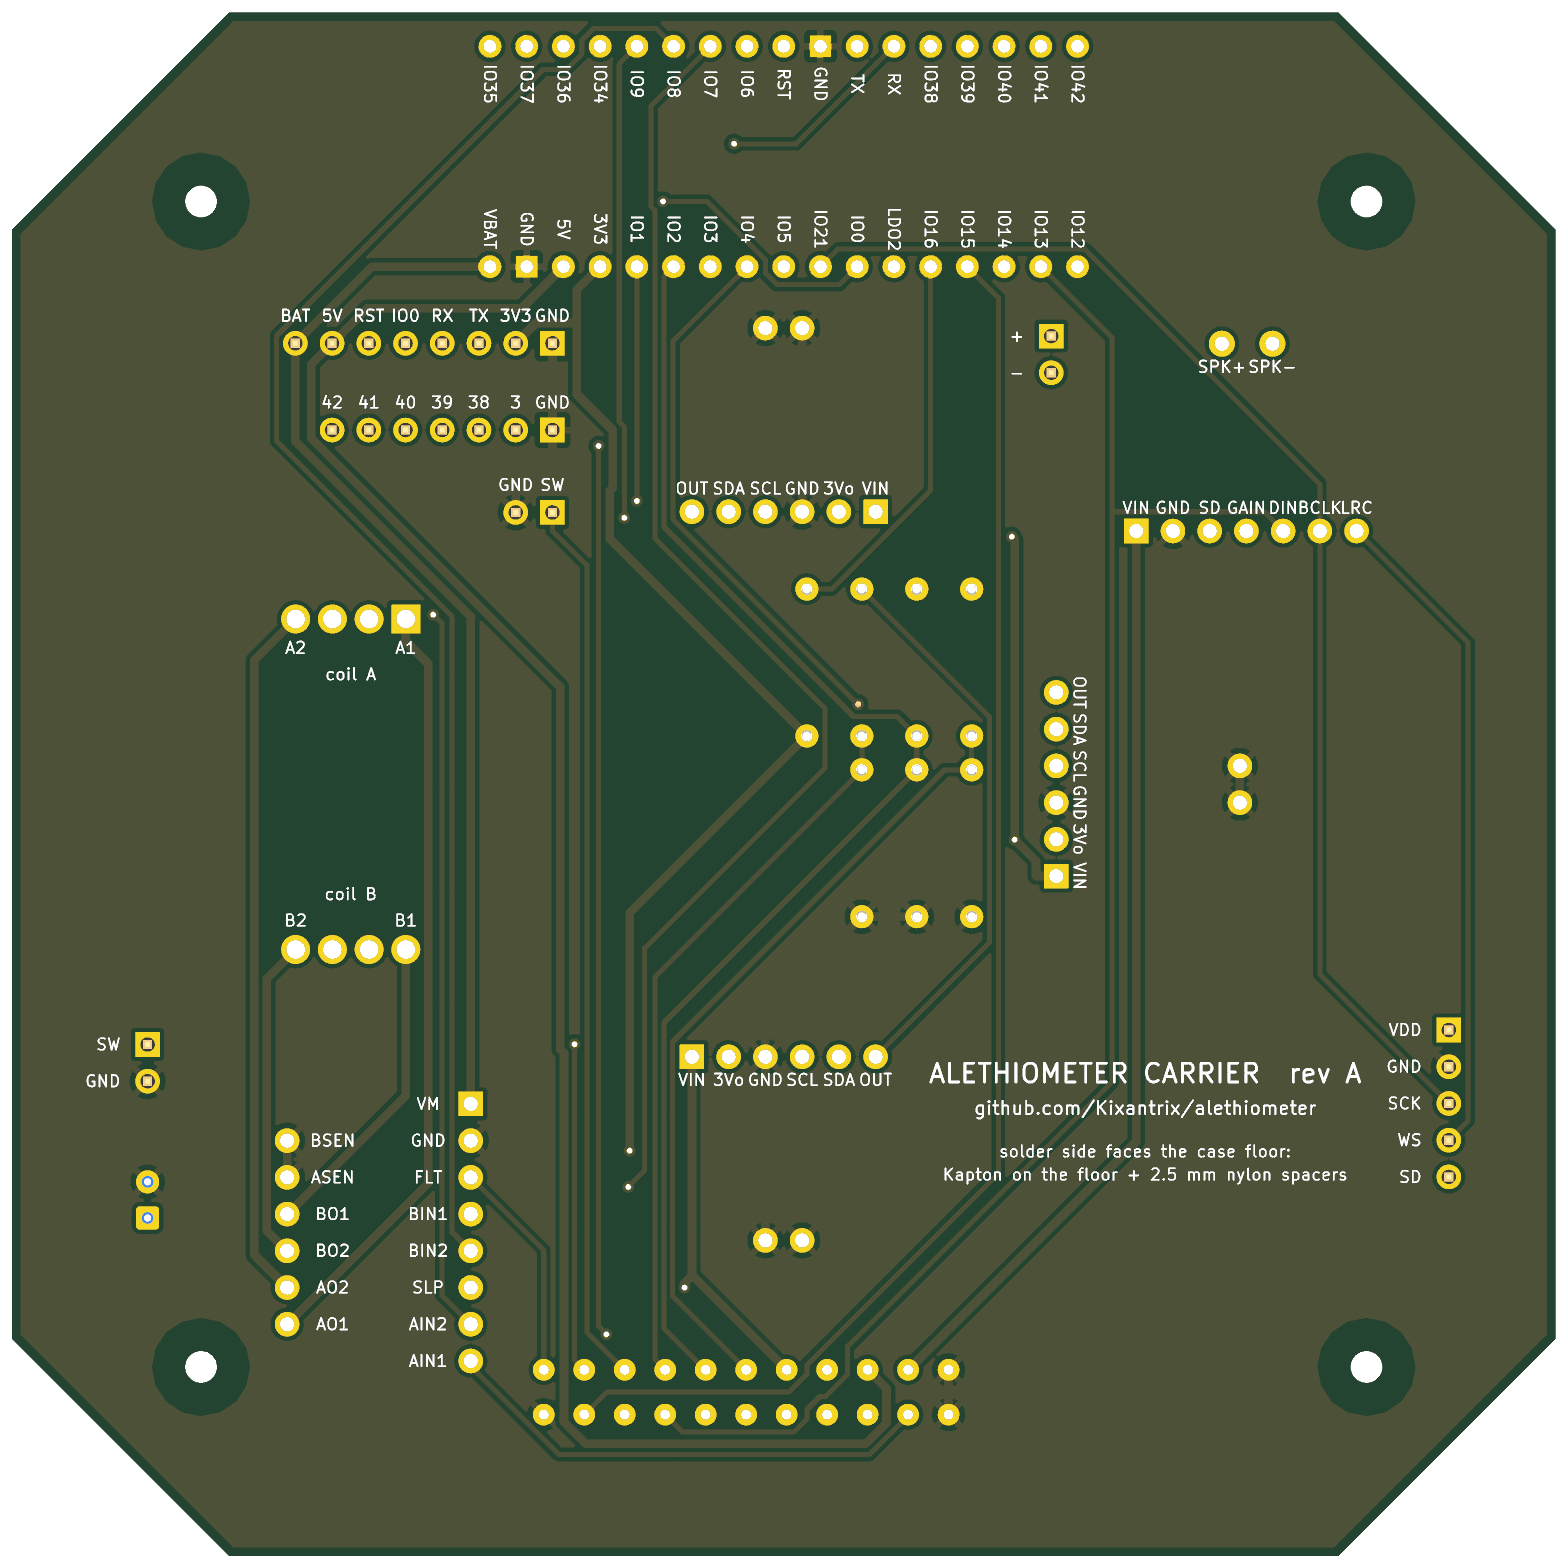 IO35 IO37 IO36 IO34 IO9 IO8 IO7 IO6 RST GND TX RX IO38 IO39 IO40 IO41 IO42
VBAT GND 5V 3V3 IO1 IO2 IO3 IO4 IO5 IO21 IO0 LDO2 IO16 IO15 IO14 IO13 IO12
BAT 5V RST IO0 RX TX 3V3 GND
+
-
SPK+ SPK-
42 41 40 39 38 3 GND
GND SW
OUT SDA SCL GND 3Vo VIN
VIN GND SD GAIN DIN BCLK LRC
A2 A1
coil A
OUT SDA SCL GND 3Vo VIN
coil B
B2 B1
SW
GND
VDD
GND
SCK
WS
SD
VIN 3Vo GND SCL SDA OUT
ALETHIOMETER CARRIER rev A
github.com/Kixantrix/alethiometer
solder side faces the case floor:
Kapton on the floor + 2.5 mm nylon spacers
VM
BSEN GND
ASEN FLT
BO1 BIN1
BO2 BIN2
AO2 SLP
AO1 AIN2
AIN1